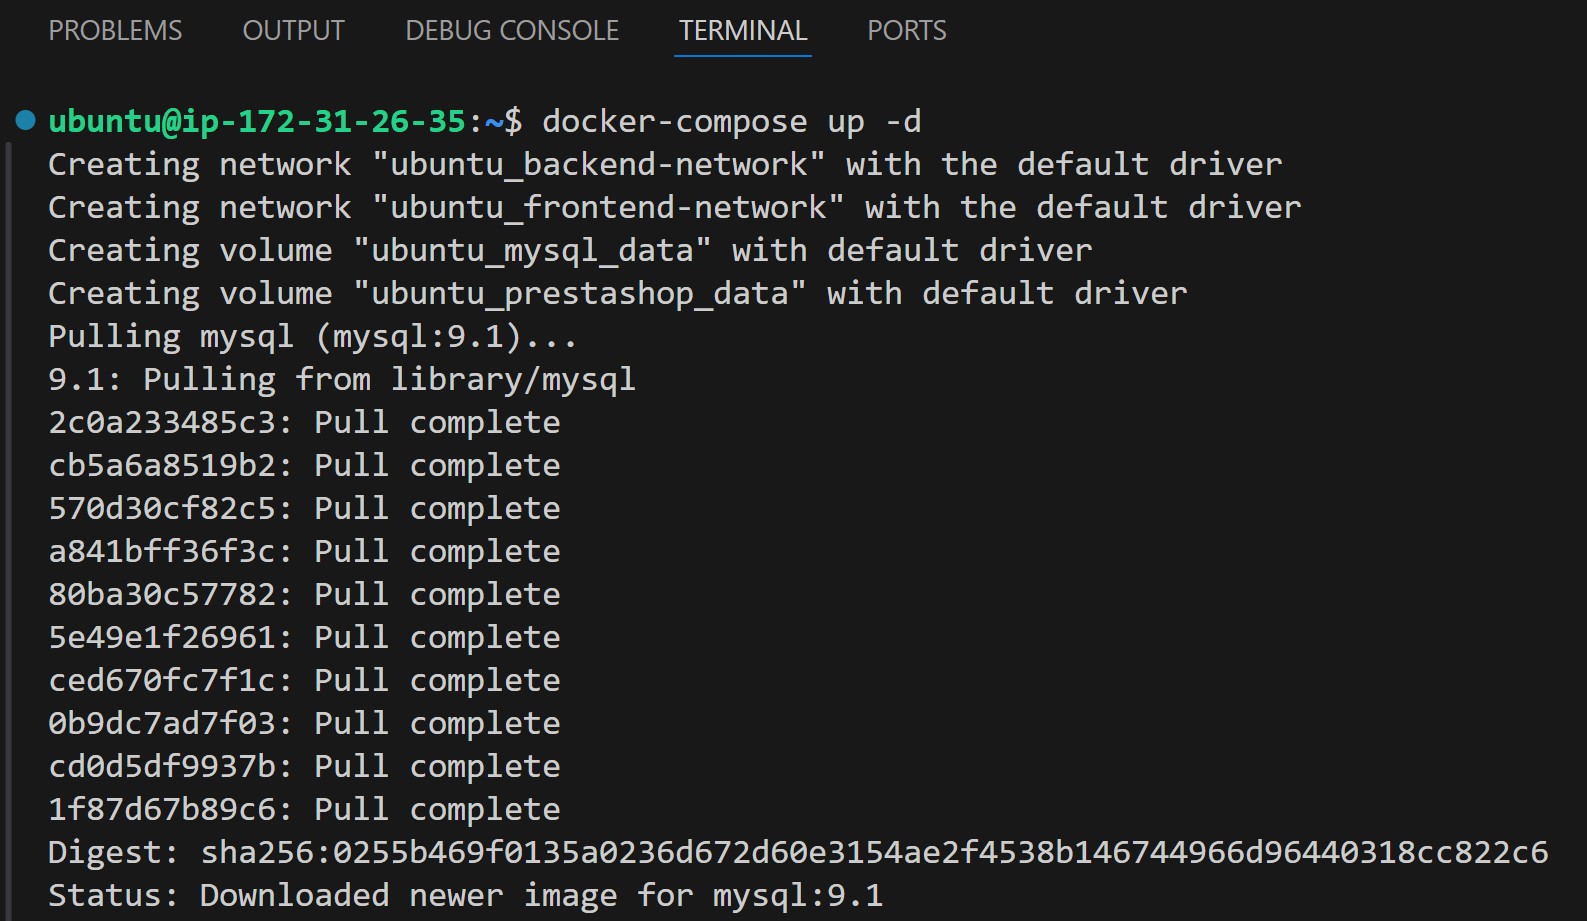 PROBLEMS OUTPUT DEBUG CONSOLE TERMINAL PORTS
ubuntu@ip-172-31-26-35:~$ docker-compose up -d
Creating network "ubuntu_backend-network" with the default driver
Creating network "ubuntu_frontend-network" with the default driver
Creating volume "ubuntu_mysql_data" with default driver
Creating volume "ubuntu_prestashop_data" with default driver
Pulling mysql (mysql:9.1)...
9.1: Pulling from library/mysql
2c0a233485c3: Pull complete
cb5a6a8519b2: Pull complete
570d30cf82c5: Pull complete
a841bff36f3c: Pull complete
80ba30c57782: Pull complete
5e49e1f26961: Pull complete
ced670fc7f1c: Pull complete
0b9dc7ad7f03: Pull complete
cd0d5df9937b: Pull complete
1f87d67b89c6: Pull complete
Digest: sha256:0255b469f0135a0236d672d60e3154ae2f4538b146744966d96440318cc822c6
Status: Downloaded newer image for mysql:9.1